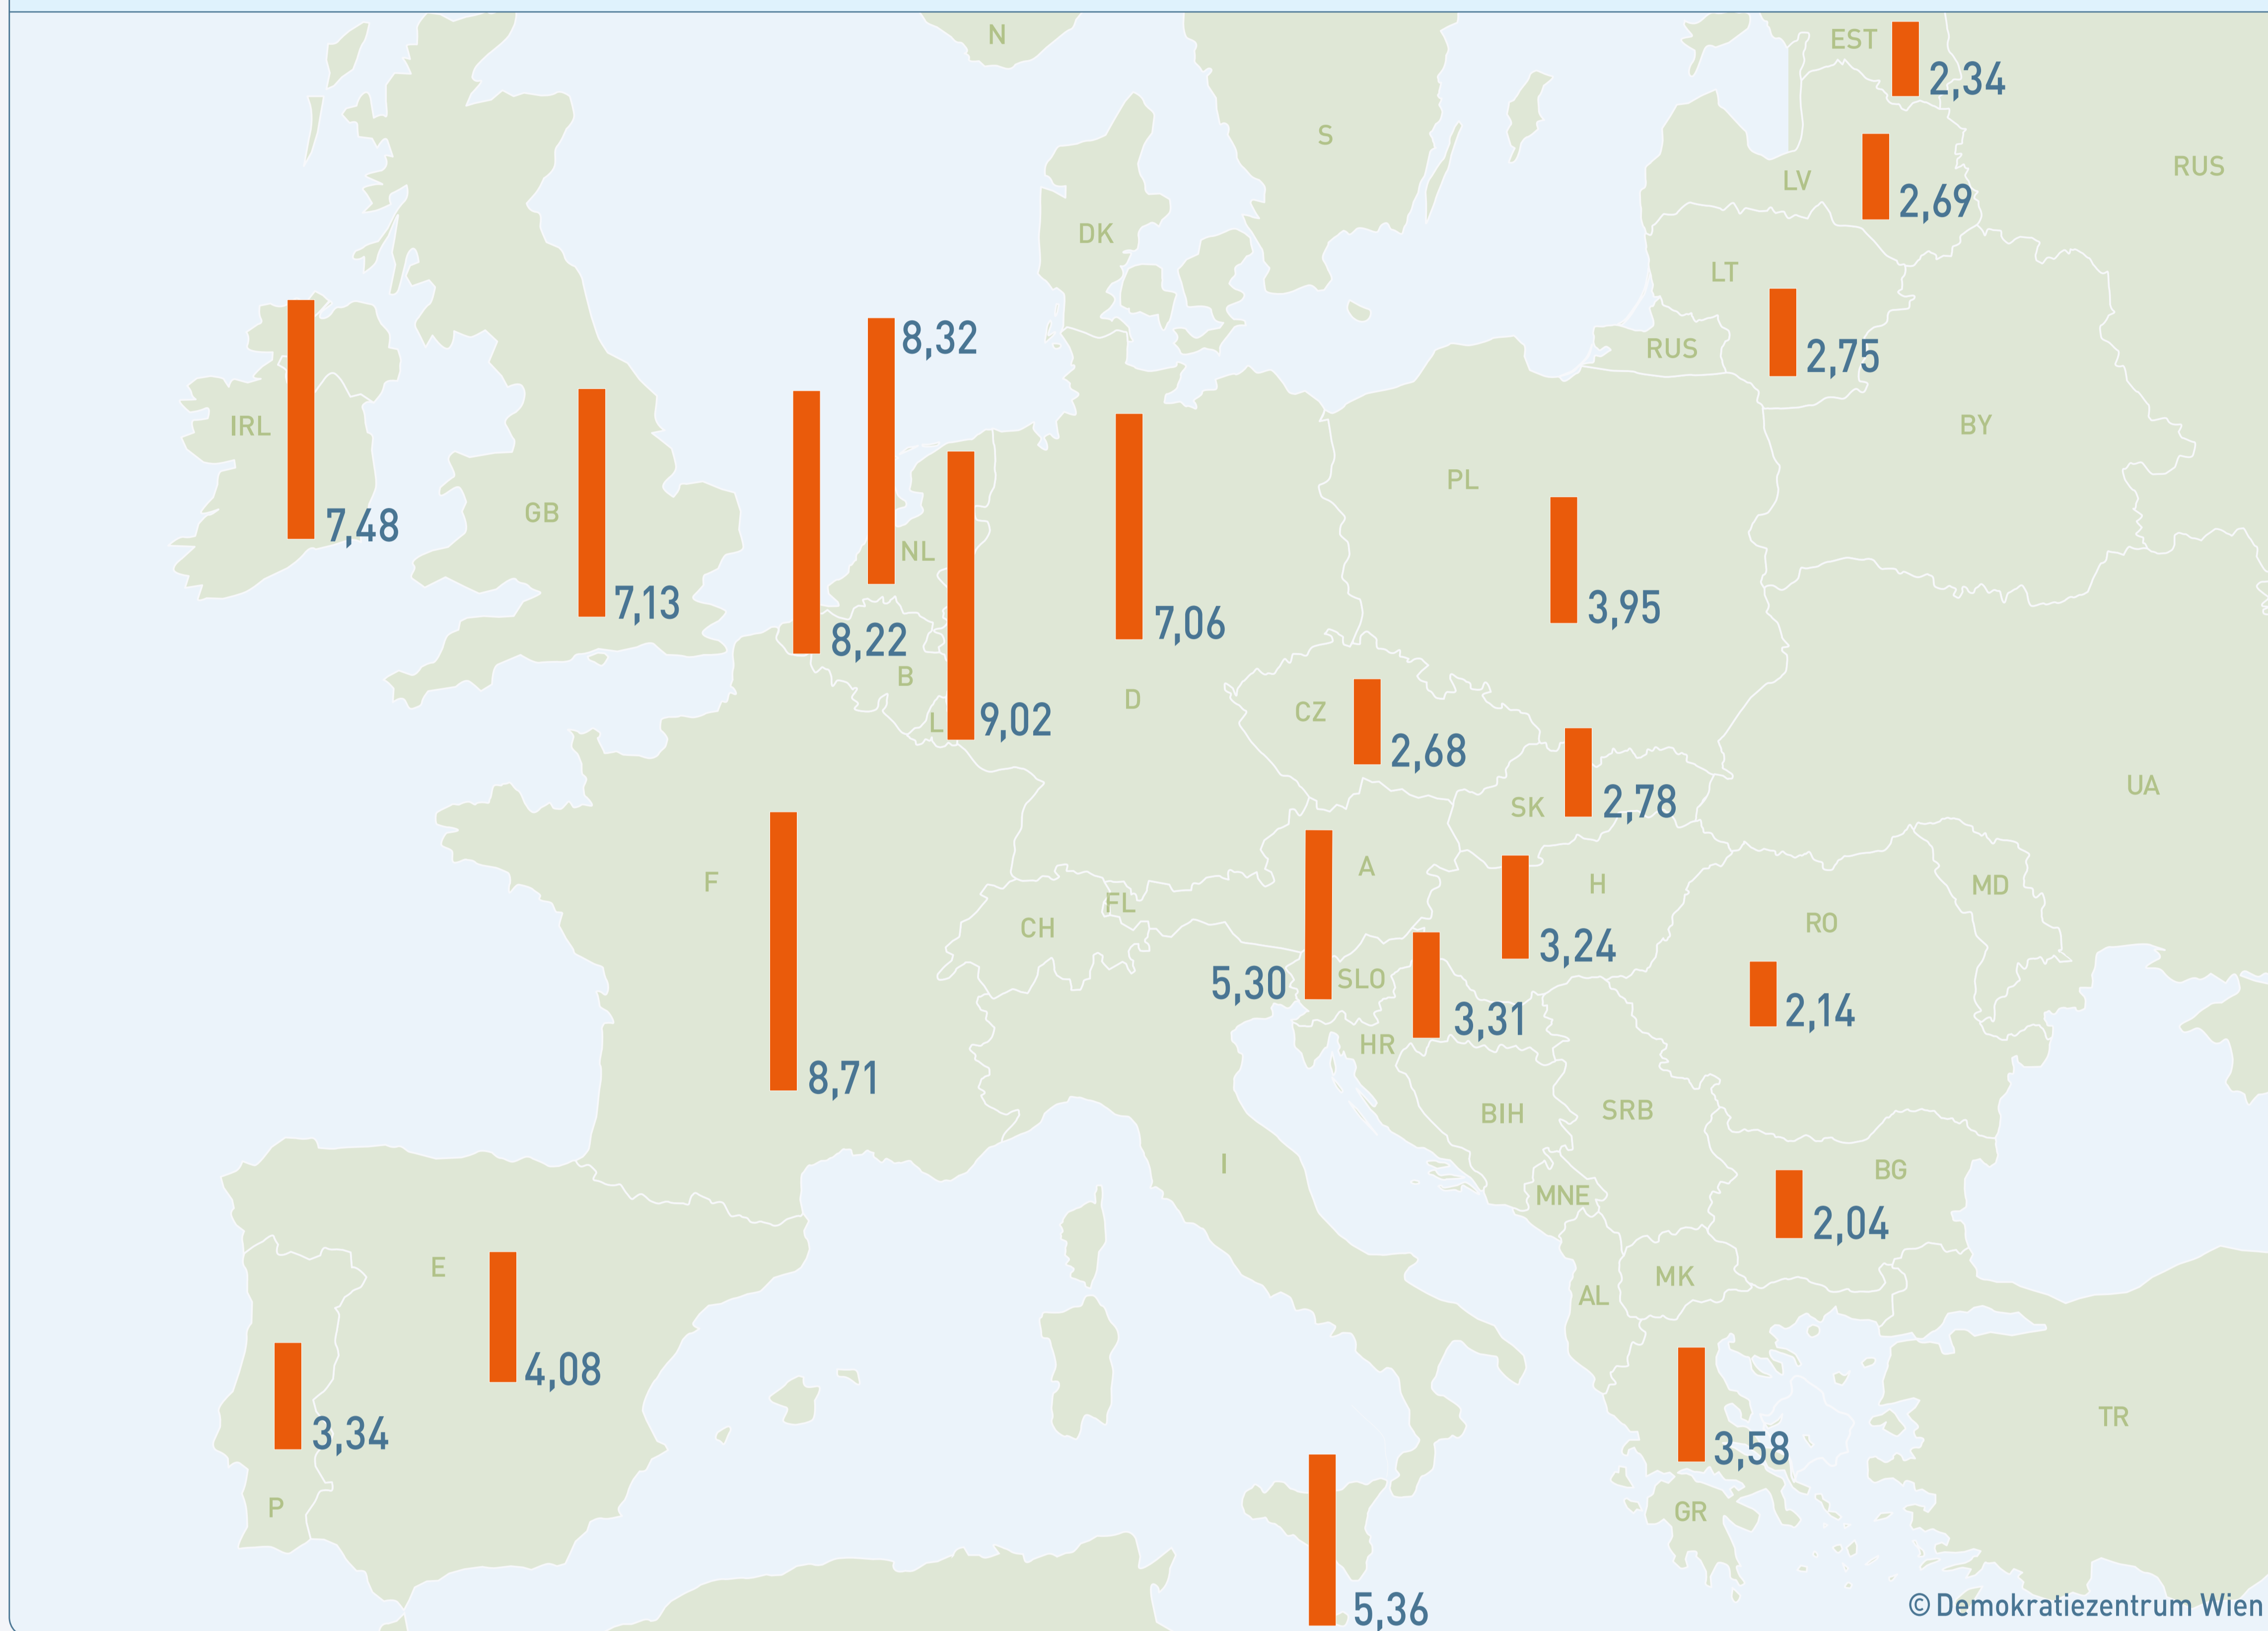 N
EST
2,34
S
RUS
LV
2,69
DK
LT
2,75
RUS
8,32
IRL
7,48
GB
7,13
NL
8,22
B
L
9,02
7,06
D
PL
3,95
BY
CZ
2,68
SK
2,78
UA
F
8,71
CH
FL
A
5,30
SLO
H
3,24
3,31
HR
RO
2,14
MD
BIH
SRB
I
MNE
BG
2,04
E
4,08
AL
MK
P
3,34
3,58
GR
TR
5,36
© Demokratiezentrum Wien